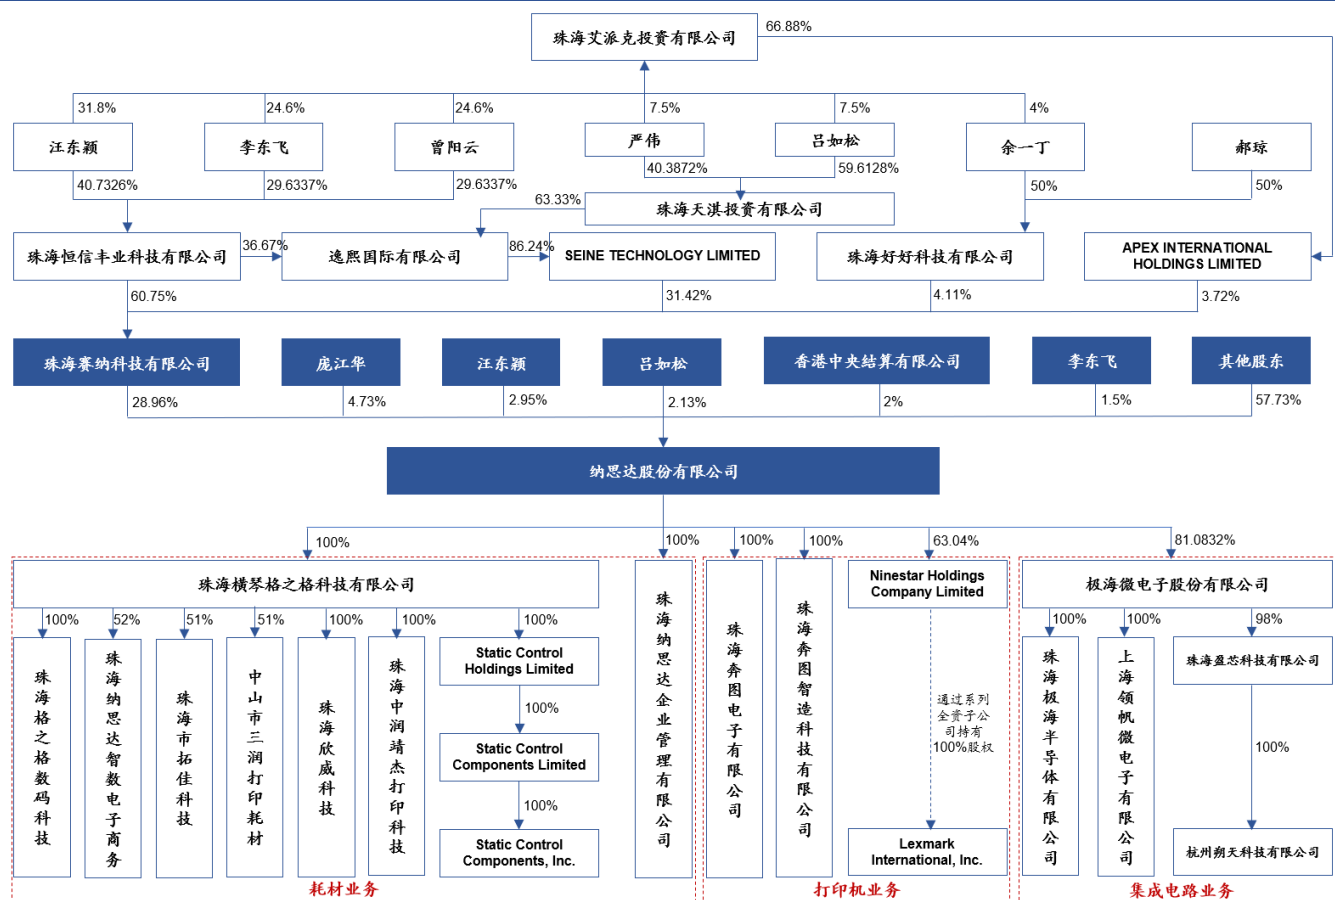 珠海艾派克投资有限公司
66.88%
31.8%
24.6%
24.6%
7.5%
7.5%
4%
汪东颖
李东飞
曾阳云
严伟
吕如松
余一丁
郝琼
40.7326%
29.6337%
29.6337%
40.3872%
59.6128%
50%
50%
63.33%
珠海天淇投资有限公司
珠海恒信丰业科技有限公司
36.67%
逸熙国际有限公司
86.24%
SEINE TECHNOLOGY LIMITED
珠海好好科技有限公司
APEX INTERNATIONAL
HOLDINGS LIMITED
60.75%
31.42%
4.11%
3.72%
珠海赛纳科技有限公司
庞江华
汪东颖
吕如松
香港中央结算有限公司
李东飞
其他股东
28.96%
4.73%
2.95%
2.13%
2%
1.5%
57.73%
纳思达股份有限公司
100%
100%
100%
100%
63.04%
81.0832%
珠海横琴格之格科技有限公司
珠海纳思达企业管理有限公司
珠海奔图电子有限公司
珠海奔图智造科技有限公司
Ninestar Holdings
Company Limited
极海微电子股份有限公司
100%
52%
51%
51%
100%
100%
100%
100%
100%
98%
珠海格之格数码科技
珠海纳思达智数电子商务
珠海市拓佳科技
中山市三润打印耗材
珠海欣威科技
珠海中润靖杰打印科技
Static Control
Holdings Limited
100%
Static Control
Components Limited
100%
Static Control
Components, Inc.
通过系列
全资子公
司持有
100%股权
Lexmark
International, Inc.
珠海极海半导体有限公司
上海领帆微电子有限公司
珠海盈芯科技有限公司
100%
杭州朔天科技有限公司
耗材业务
打印机业务
集成电路业务